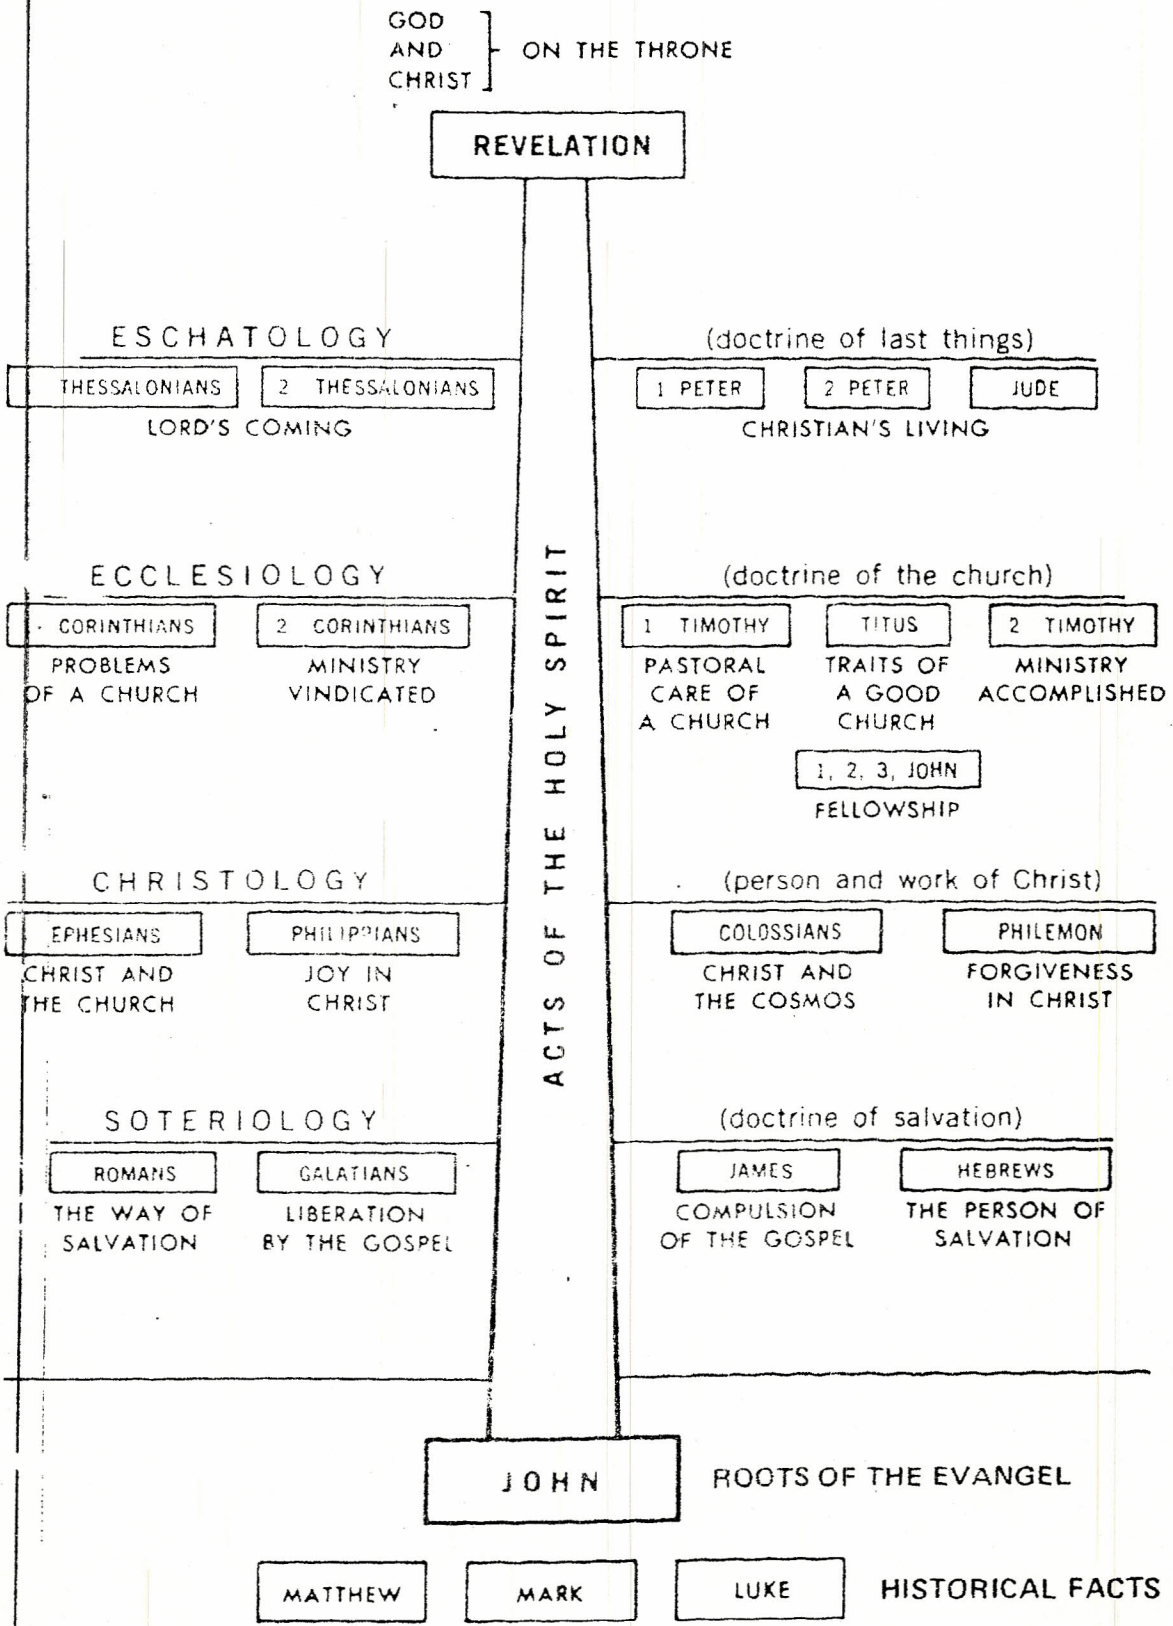 GOD
AND
CHRIST
ON THE THRONE
REVELATION
ESCHATOLOGY (doctrine of last things)
THESSALONIANS 2 THESSALONIANS 1 PETER 2 PETER JUDE
LORD'S COMING CHRISTIAN'S LIVING
ACTS OF THE HOLY SPIRIT
ECCLESIOLOGY (doctrine of the church)
CORINTHIANS 2 CORINTHIANS 1 TIMOTHY TITUS 2 TIMOTHY
PROBLEMS MINISTRY PASTORAL TRAITS OF MINISTRY
OF A CHURCH VINDICATED CARE OF A GOOD ACCOMPLISHED
A CHURCH CHURCH
1, 2, 3, JOHN
FELLOWSHIP
CHRISTOLOGY (person and work of Christ)
EPHESIANS PHILIPPIANS COLOSSIANS PHILEMON
CHRIST AND JOY IN CHRIST AND FORGIVENESS
THE CHURCH CHRIST THE COSMOS IN CHRIST
SOTERIOLOGY (doctrine of salvation)
ROMANS GALATIANS JAMES HEBREWS
THE WAY OF LIBERATION COMPULSION THE PERSON OF
SALVATION BY THE GOSPEL OF THE GOSPEL SALVATION
JOHN ROOTS OF THE EVANGEL
MATTHEW MARK LUKE HISTORICAL FACTS